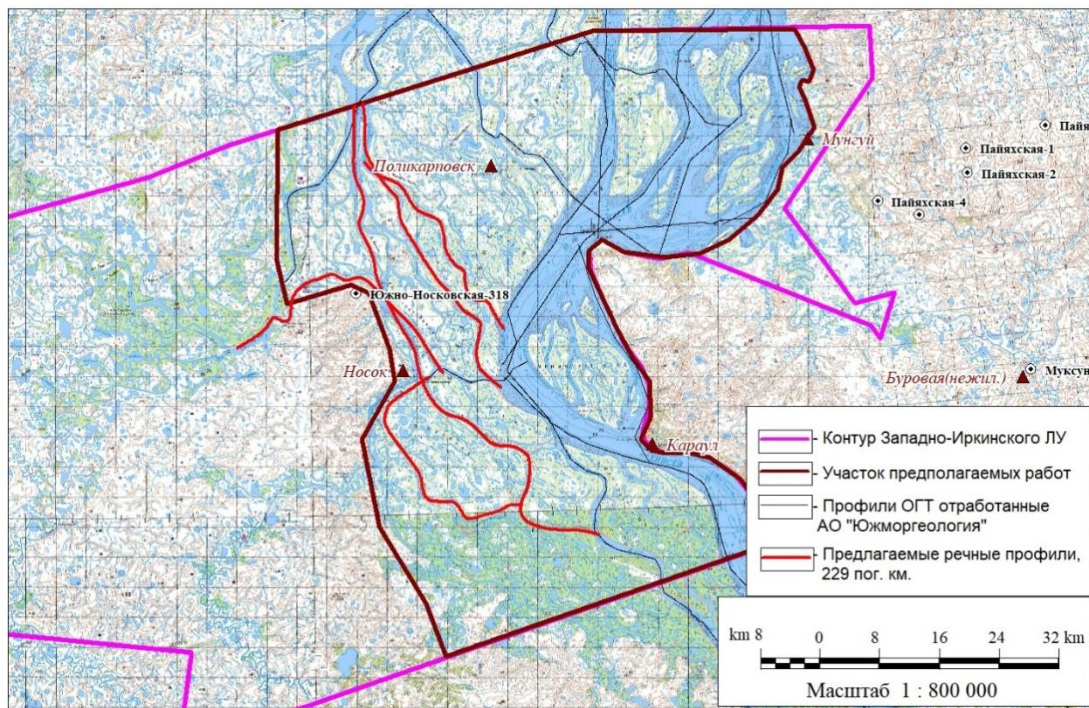 Пайя
Мунгуй
Пайяхская-1
Поликарповск
Пайяхская-2
Пайяхская-4
Южно-Носковская-318
Носок
Буровая(нежил.)
Муксун
Караул
- Контур Западно-Иркинского ЛУ
- Участок предполагаемых работ
- Профили ОГТ отработанные
АО "Южморгеология"
- Предлагаемые речные профили,
229 пог. км.
km 8 0 8 16 24 32 km
Масштаб 1 : 800 000